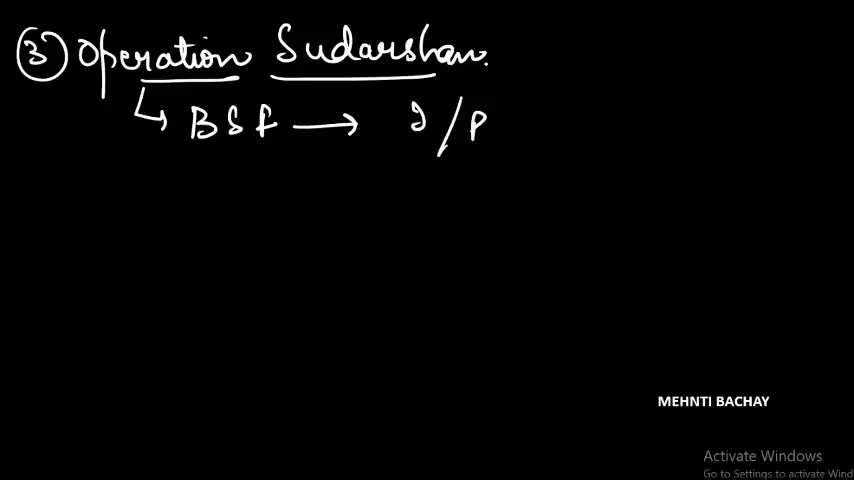 ③ Operation Sudarshan.
↳ BSF → I/P
MEHNTI BACHAY
Activate Windows
Go to Settings to activate Wind